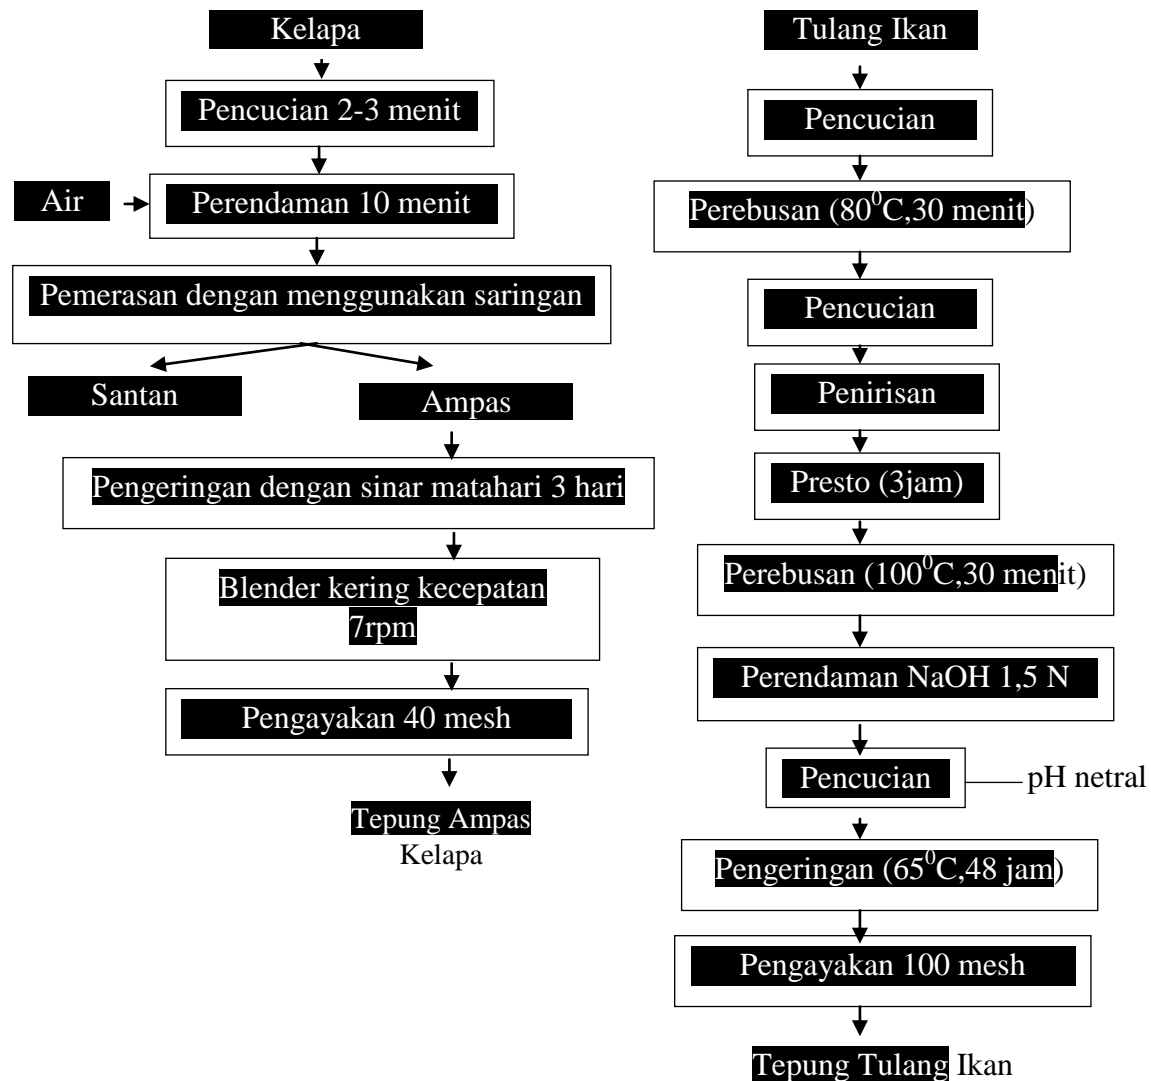 Kelapa
Pencucian 2-3 menit
Air
Perendaman 10 menit
Pemerasan dengan menggunakan saringan
Santan
Ampas
Pengeringan dengan sinar matahari 3 hari
Blender kering kecepatan
7rpm
Pengayakan 40 mesh
Tepung Ampas
Kelapa
Tulang Ikan
Pencucian
Perebusan (80⁰C,30 menit)
Pencucian
Penirisan
Presto (3jam)
Perebusan (100⁰C,30 menit)
Perendaman NaOH 1,5 N
Pencucian
pH netral
Pengeringan (65⁰C,48 jam)
Pengayakan 100 mesh
Tepung Tulang Ikan